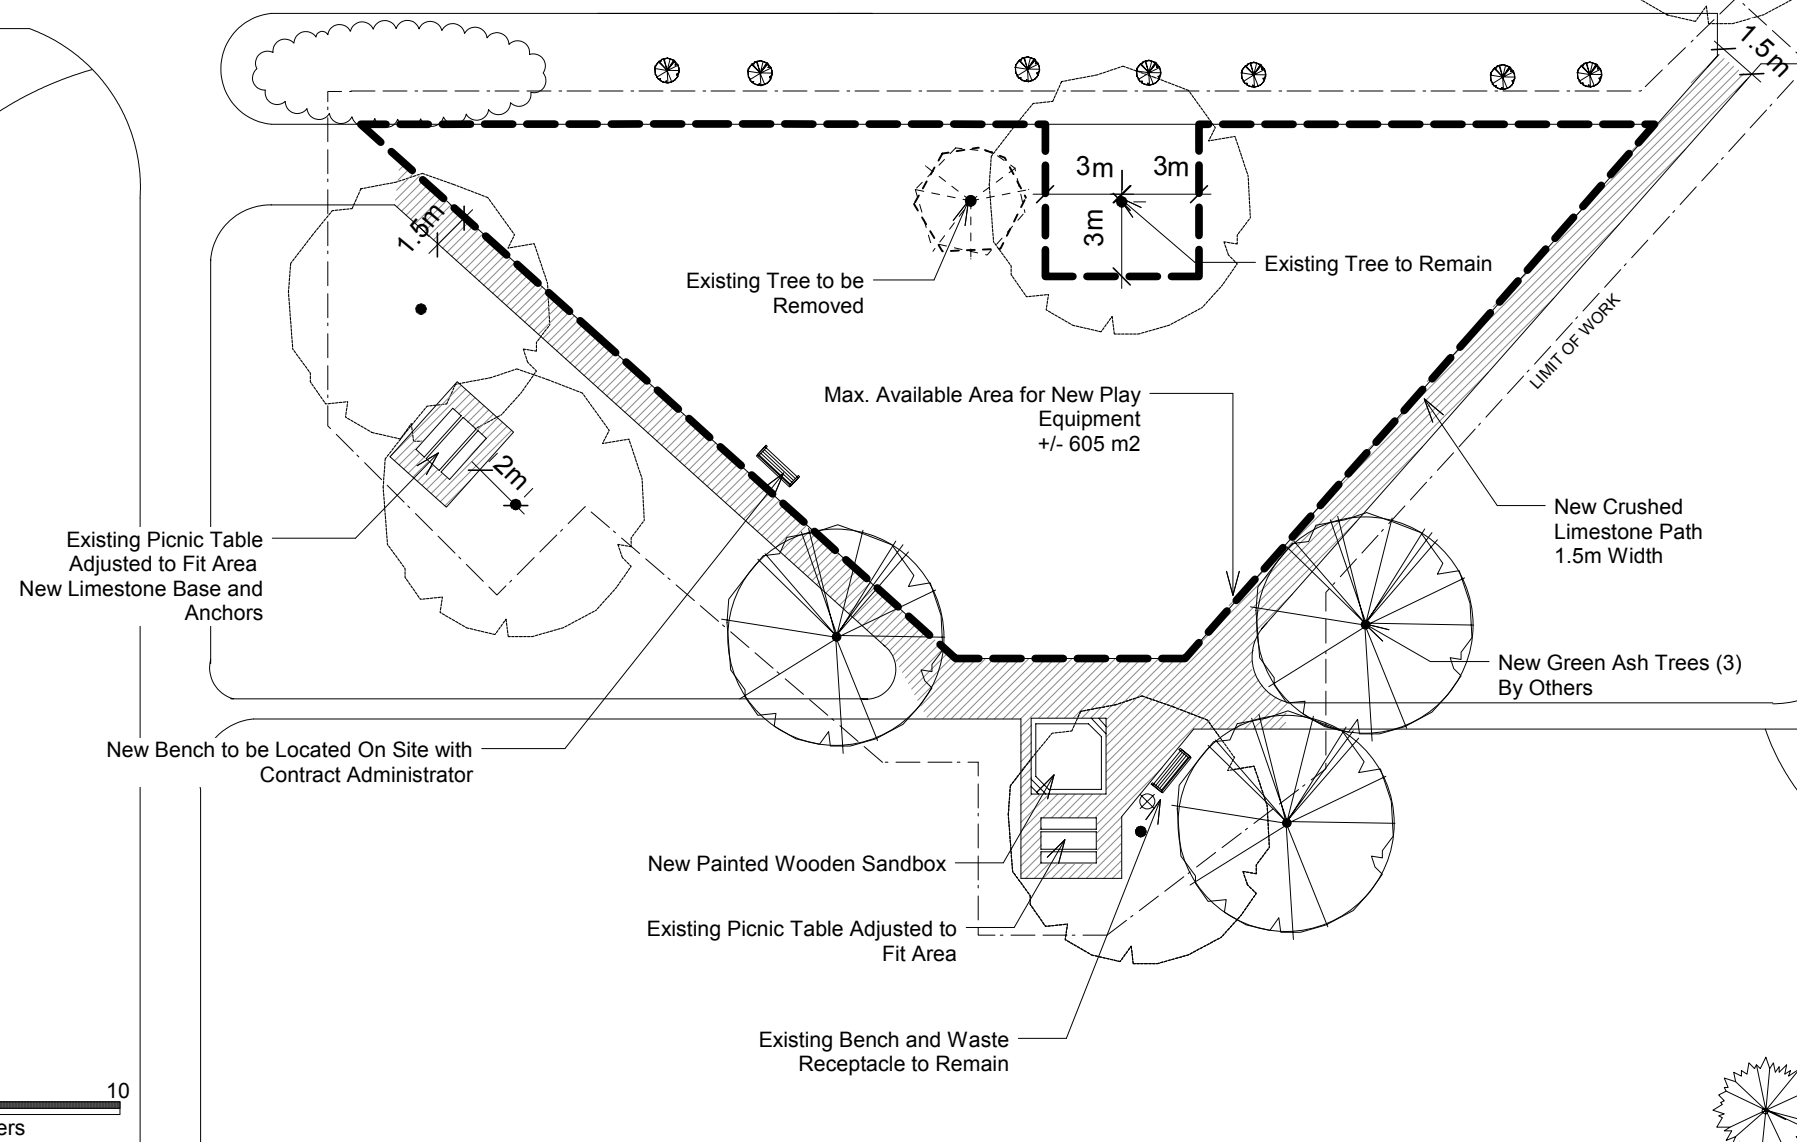 1.5m
3m
3m
3m
1.5m
Existing Tree to be
Removed
Existing Tree to Remain
LIMIT OF WORK
Max. Available Area for New Play
Equipment
+/- 605 m2
2m
New Crushed
Limestone Path
1.5m Width
Existing Picnic Table
Adjusted to Fit Area
New Limestone Base and
Anchors
New Green Ash Trees (3)
By Others
New Bench to be Located On Site with
Contract Administrator
New Painted Wooden Sandbox
Existing Picnic Table Adjusted to
Fit Area
Existing Bench and Waste
Receptacle to Remain
10
ers